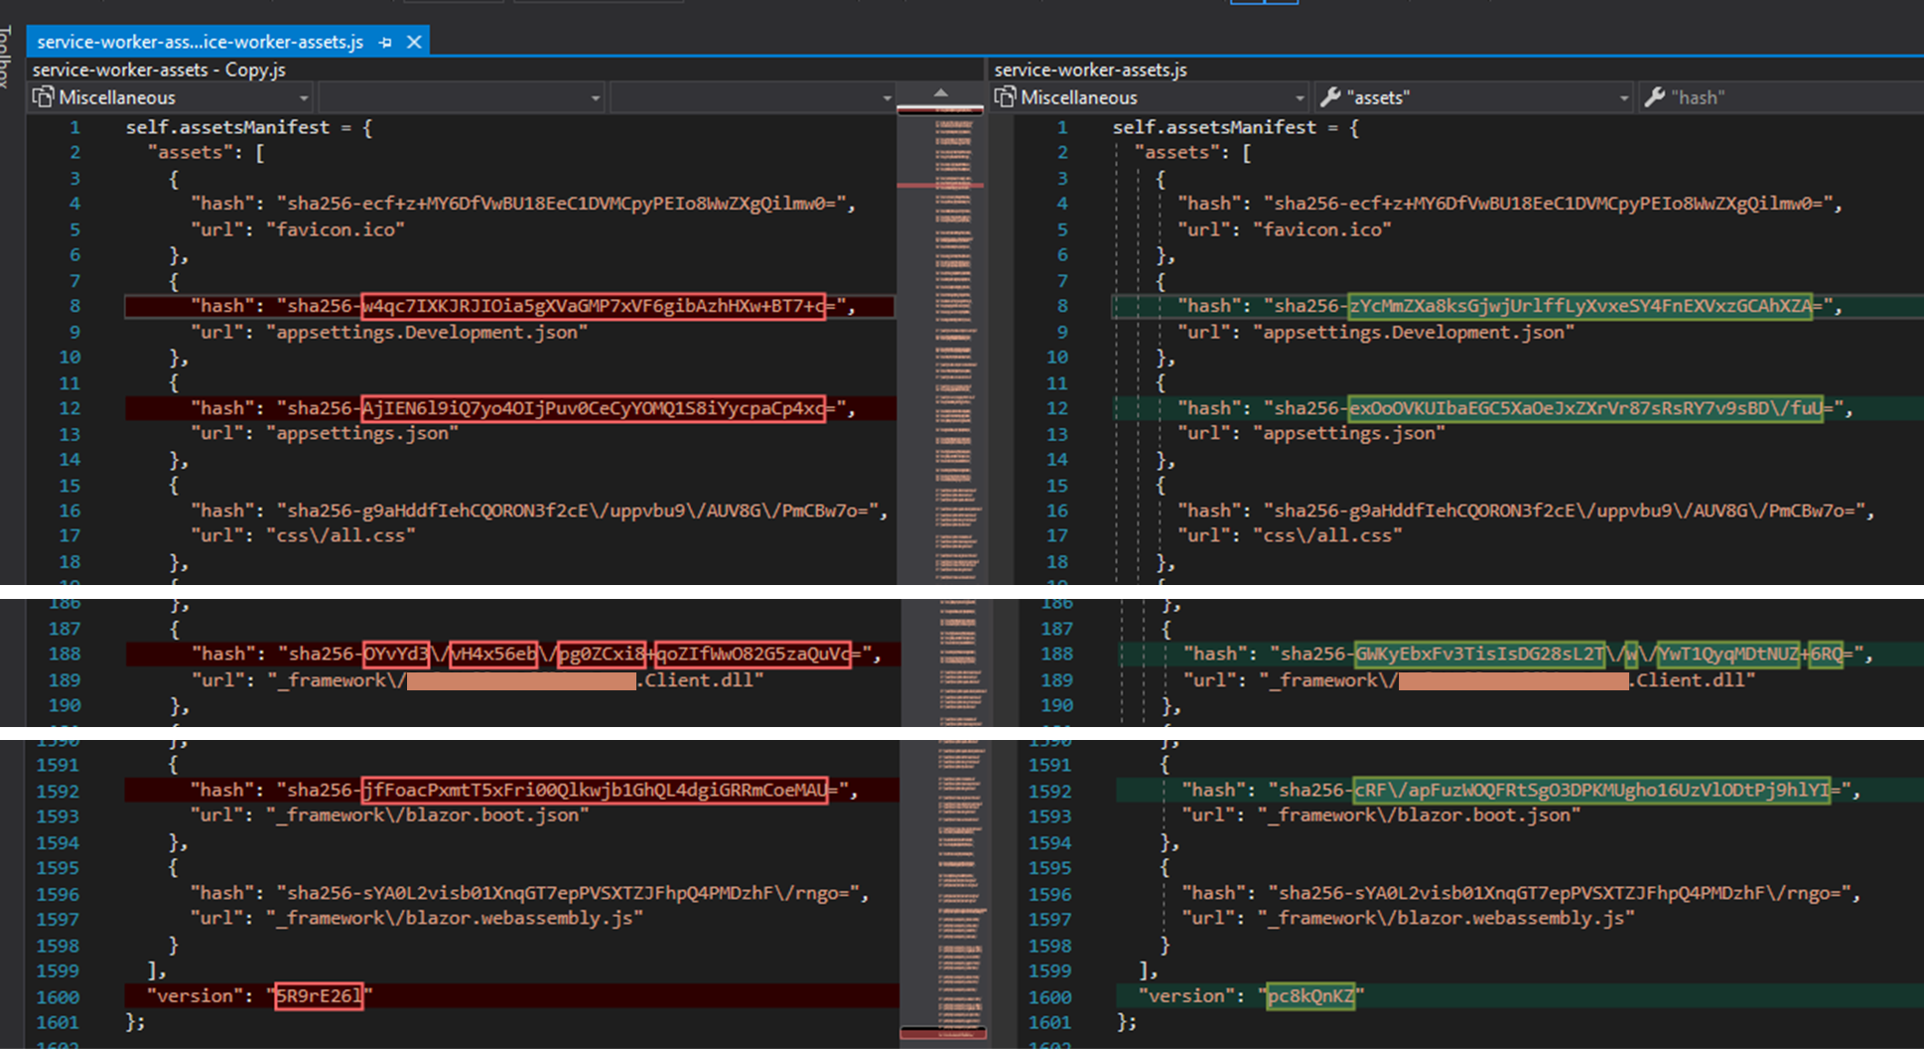 Toolbox
service-worker-ass...ice-worker-assets.js
service-worker-assets - Copy.js
Miscellaneous
1 self.assetsManifest = {
2 "assets": [
3 {
4 "hash": "sha256-ecf+z+MY6DfVwBU18EeC1DVMCpyPEIo8WwZXgQilmw0=",
5 "url": "favicon.ico"
6 },
7 {
8 "hash": "sha256-w4qc7IXKJRJIOia5gXVaGMP7xVF6gibAzhHXw+BT7+c=",
9 "url": "appsettings.Development.json"
10 },
11 {
12 "hash": "sha256-AjIEN6l9iQ7yo4OIjPuv0CeCyYOMQ1S8iYycpaCp4xc=",
13 "url": "appsettings.json"
14 },
15 {
16 "hash": "sha256-g9aHddfIehCQORON3f2cE\/uppvbu9\/AUV8G\/PmCBw7o=",
17 "url": "css\/all.css"
18 },
19 {
186 },
187 {
188 "hash": "sha256-OYvYd3\/vH4x56eb\/pg0ZCxi8+qoZIfWwO82G5zaQuVc=",
189 "url": "_framework\/ .Client.dll"
190 },
191 {
1590 },
1591 {
1592 "hash": "sha256-jfFoacPxmtT5xFri00Qlkwjb1GhQL4dgiGRRmCoeMAU=",
1593 "url": "_framework\/blazor.boot.json"
1594 },
1595 {
1596 "hash": "sha256-sYA0L2visb01XnqGT7epPVSXTZJFhpQ4PMDzhF\/rngo=",
1597 "url": "_framework\/blazor.webassembly.js"
1598 }
1599 ],
1600 "version": "5R9rE26l"
1601 };
1602
service-worker-assets.js
Miscellaneous "assets" "hash"
1 self.assetsManifest = {
2 "assets": [
3 {
4 "hash": "sha256-ecf+z+MY6DfVwBU18EeC1DVMCpyPEIo8WwZXgQilmw0=",
5 "url": "favicon.ico"
6 },
7 {
8 "hash": "sha256-zYcMmZXa8ksGjwjUrlffLyXvxeSY4FnEXVxzGCAhXZA=",
9 "url": "appsettings.Development.json"
10 },
11 {
12 "hash": "sha256-exOoOVKUIbaEGC5XaOeJxZXrVr87sRsRY7v9sBD\/fuU=",
13 "url": "appsettings.json"
14 },
15 {
16 "hash": "sha256-g9aHddfIehCQORON3f2cE\/uppvbu9\/AUV8G\/PmCBw7o=",
17 "url": "css\/all.css"
18 },
19 {
186 },
187 {
188 "hash": "sha256-GWKyEbxFv3TisIsDG28sL2T\/w\/YwT1QyqMDtNUZ+6RQ=",
189 "url": "_framework\/ .Client.dll"
190 },
1590 },
1591 {
1592 "hash": "sha256-cRF\/apFuzWOQFRtSgO3DPKMUgho16UzVlODtPj9hlYI=",
1593 "url": "_framework\/blazor.boot.json"
1594 },
1595 {
1596 "hash": "sha256-sYA0L2visb01XnqGT7epPVSXTZJFhpQ4PMDzhF\/rngo=",
1597 "url": "_framework\/blazor.webassembly.js"
1598 }
1599 ],
1600 "version": "pc8kQnKZ"
1601 };
1602